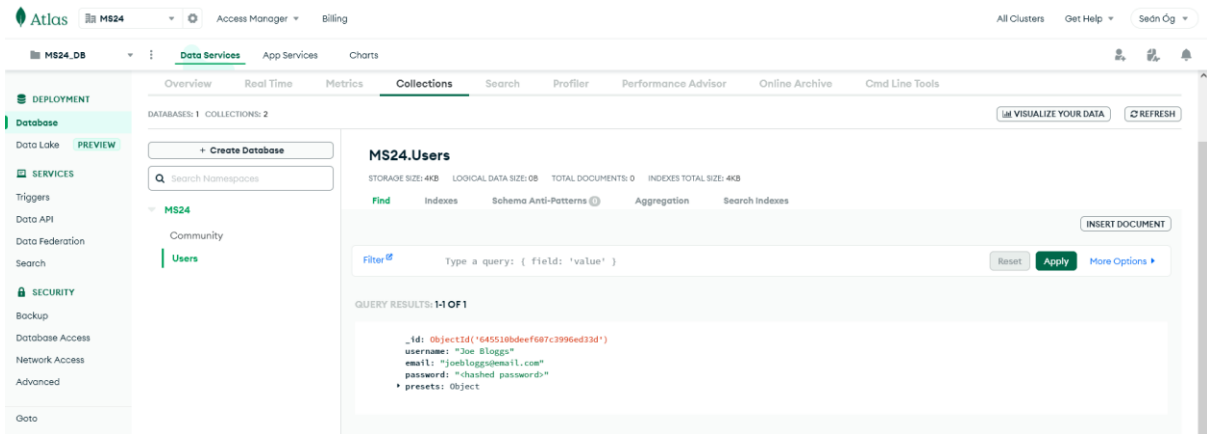 Atlas MS24 Access Manager Billing All Clusters Get Help Seán Óg
MS24_DB Data Services App Services Charts
Overview Real Time Metrics Collections Search Profiler Performance Advisor Online Archive Cmd Line Tools
DEPLOYMENT
Database
Data Lake PREVIEW
SERVICES
Triggers
Data API
Data Federation
Search
SECURITY
Backup
Database Access
Network Access
Advanced
Goto
DATABASES: 1 COLLECTIONS: 2
VISUALIZE YOUR DATA REFRESH
+ Create Database
Search Namespaces
MS24
Community
Users
MS24.Users
STORAGE SIZE: 4KB LOGICAL DATA SIZE: 0B TOTAL DOCUMENTS: 0 INDEXES TOTAL SIZE: 4KB
Find Indexes Schema Anti-Patterns 0 Aggregation Search Indexes
INSERT DOCUMENT
Filter Type a query: { field: 'value' } Reset Apply More Options
QUERY RESULTS: 1-1 OF 1
_id: ObjectId('645510bdeef607c3996ed33d')
username: "Joe Bloggs"
email: "joebloggs@email.com"
password: "<hashed password>"
presets: Object